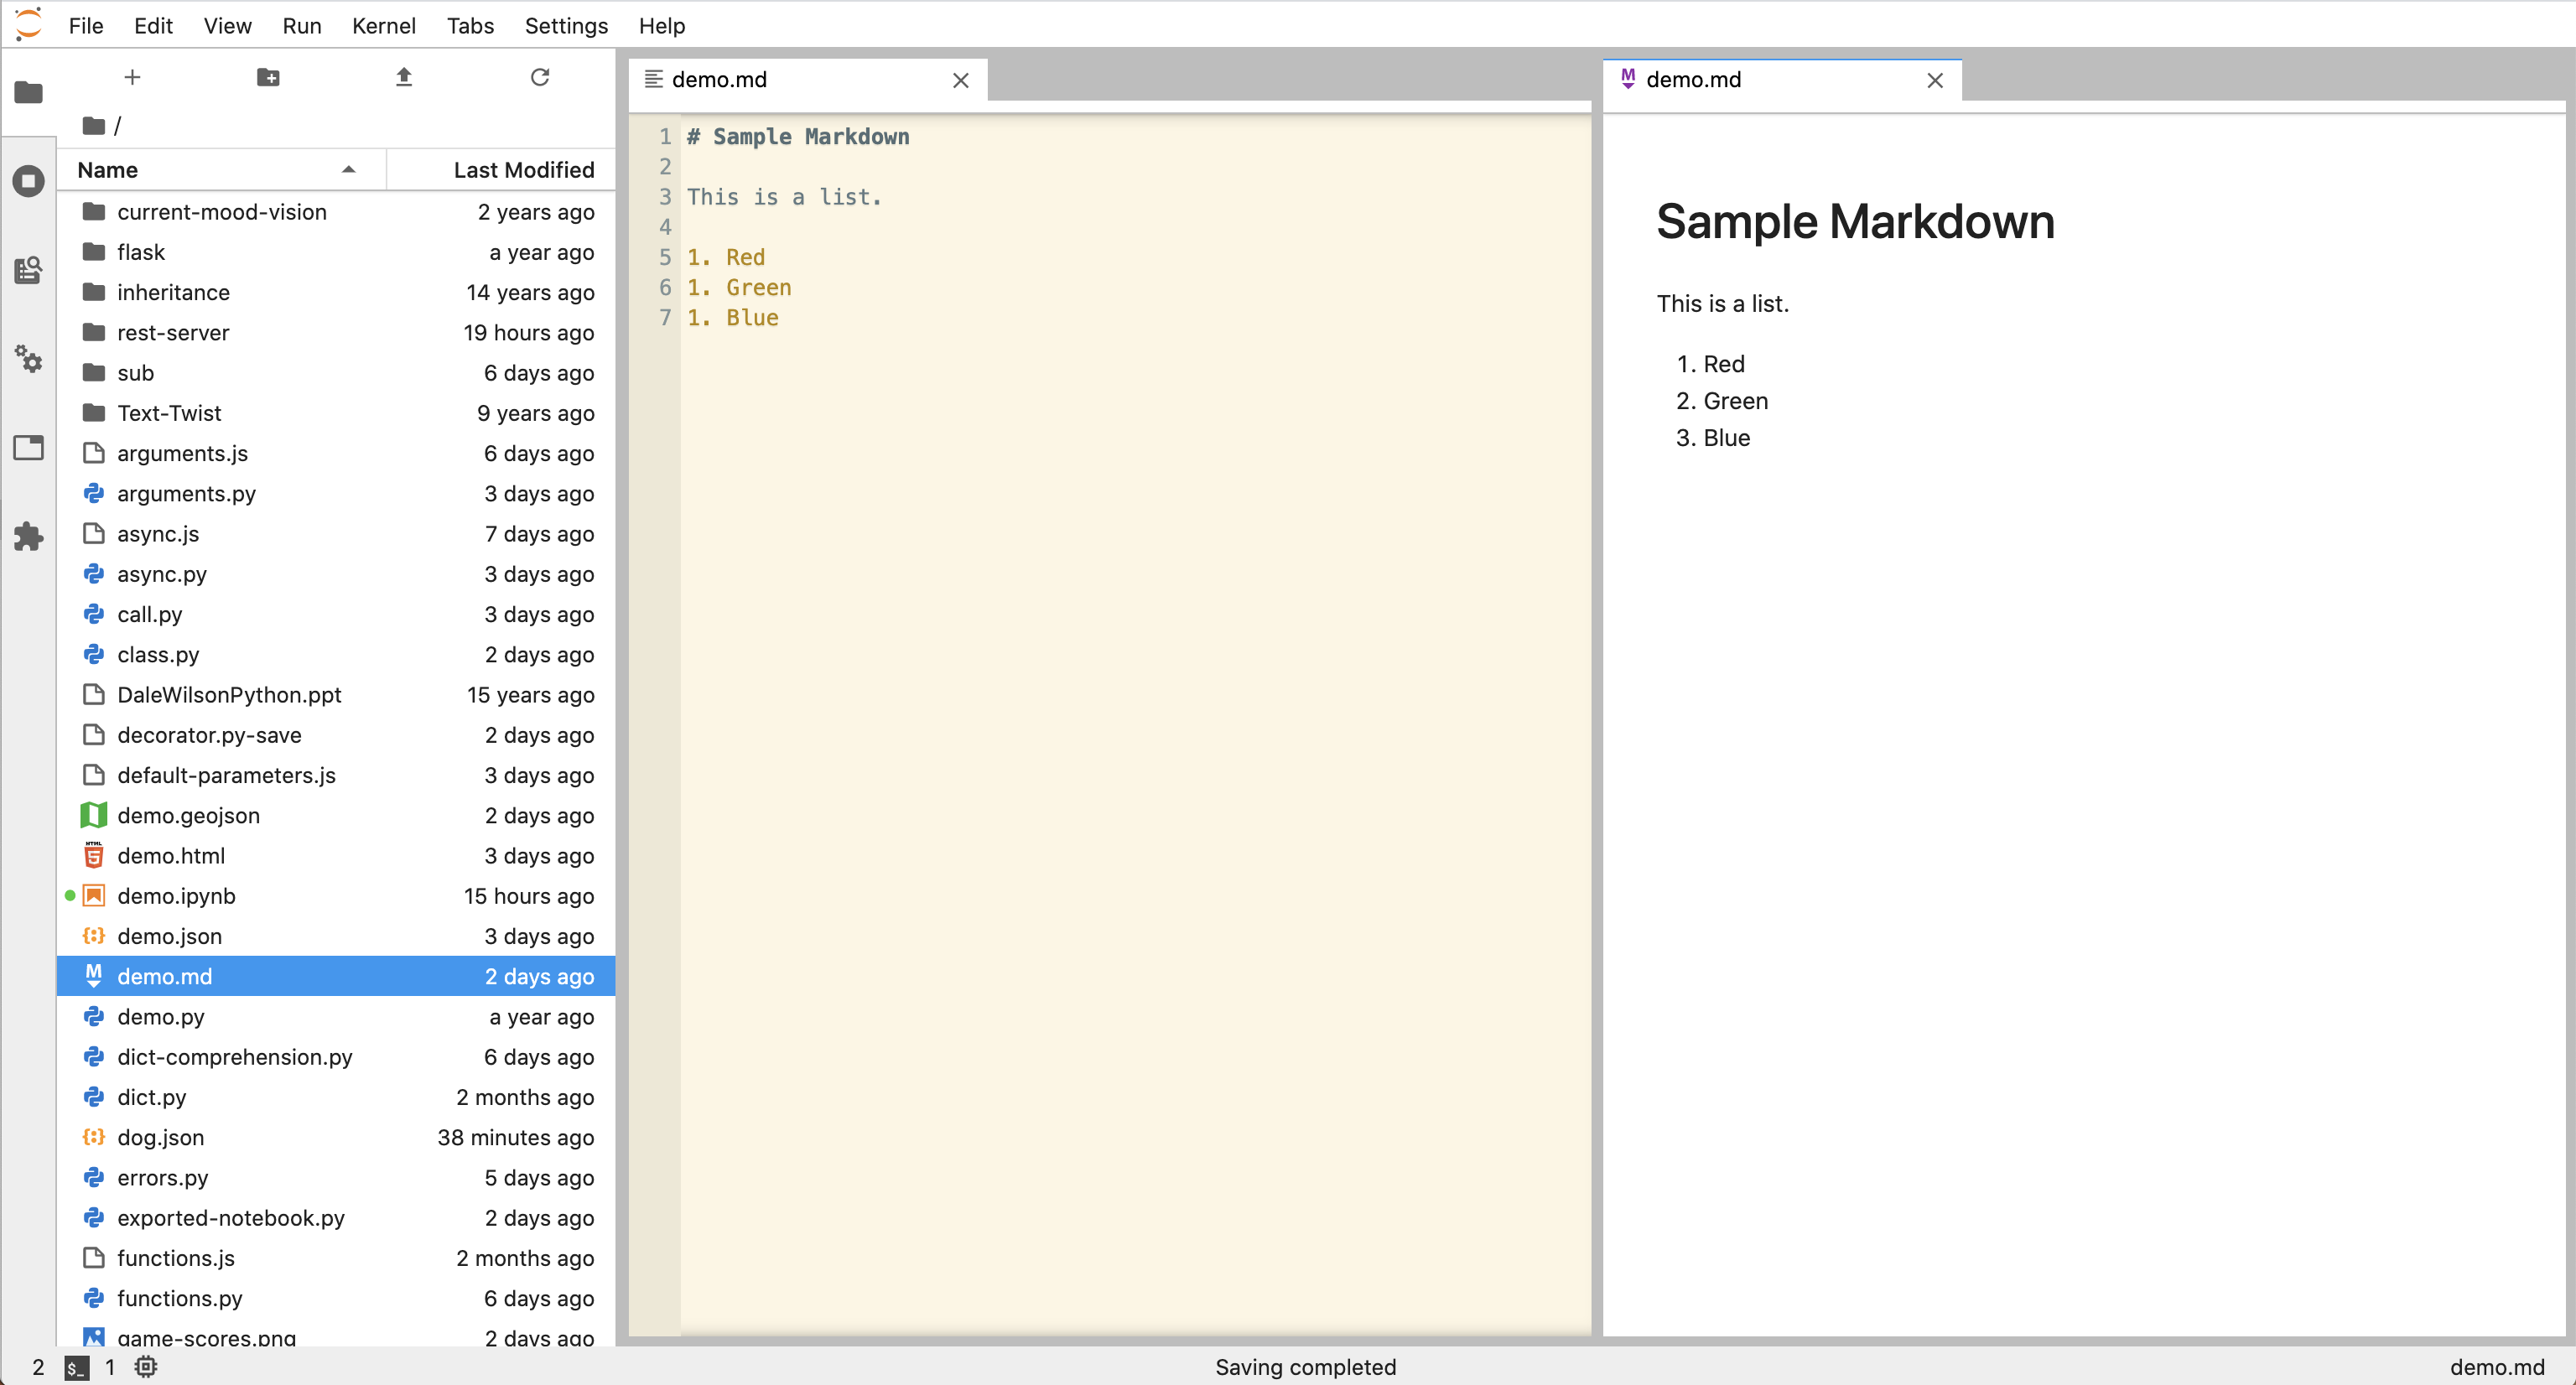 File Edit View Run Kernel Tabs Settings Help
/
Name Last Modified
current-mood-vision 2 years ago
flask a year ago
inheritance 14 years ago
rest-server 19 hours ago
sub 6 days ago
Text-Twist 9 years ago
arguments.js 6 days ago
arguments.py 3 days ago
async.js 7 days ago
async.py 3 days ago
call.py 3 days ago
class.py 2 days ago
DaleWilsonPython.ppt 15 years ago
decorator.py-save 2 days ago
default-parameters.js 3 days ago
demo.geojson 2 days ago
demo.html 3 days ago
demo.ipynb 15 hours ago
demo.json 3 days ago
demo.md 2 days ago
demo.py a year ago
dict-comprehension.py 6 days ago
dict.py 2 months ago
dog.json 38 minutes ago
errors.py 5 days ago
exported-notebook.py 2 days ago
functions.js 2 months ago
functions.py 6 days ago
game-scores.png 2 days ago
demo.md
1 # Sample Markdown
2
3 This is a list.
4
5 1. Red
6 1. Green
7 1. Blue
demo.md
Sample Markdown
This is a list.
1. Red
2. Green
3. Blue
2 $_ 1 Saving completed demo.md